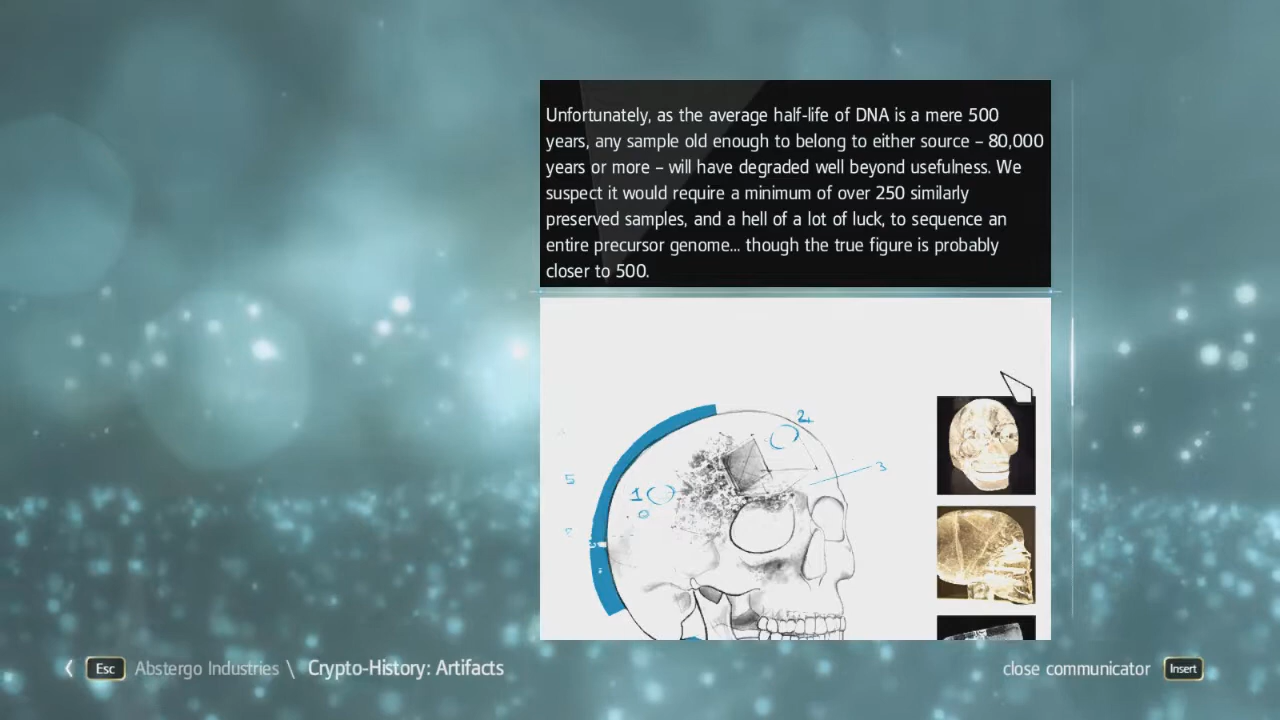 Unfortunately, as the average half-life of DNA is a mere 500
years, any sample old enough to belong to either source – 80,000
years or more – will have degraded well beyond usefulness. We
suspect it would require a minimum of over 250 similarly
preserved samples, and a hell of a lot of luck, to sequence an
entire precursor genome... though the true figure is probably
closer to 500.
2
3
5
1
Esc Abstergo Industries \ Crypto-History: Artifacts
close communicator Insert